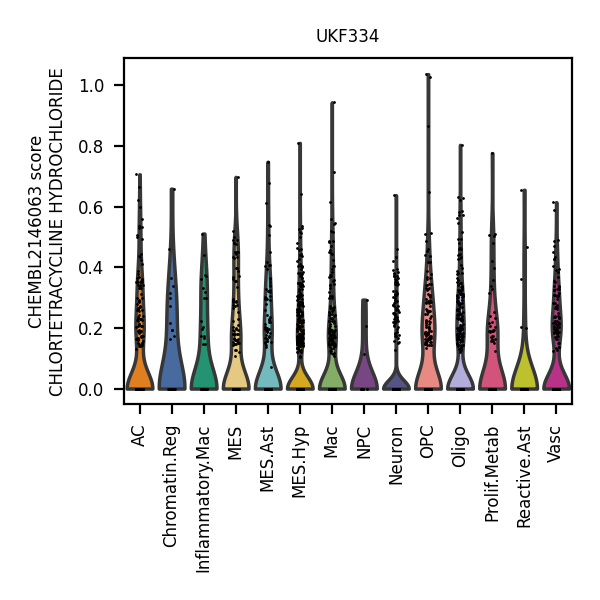 UKF334
CHEMBL2146063 score
CHLORTETRACYCLINE HYDROCHLORIDE
1.0
0.8
0.6
0.4
0.2
0.0
AC
Chromatin.Reg
Inflammatory.Mac
MES
MES.Ast
MES.Hyp
Mac
NPC
Neuron
OPC
Oligo
Prolif.Metab
Reactive.Ast
Vasc